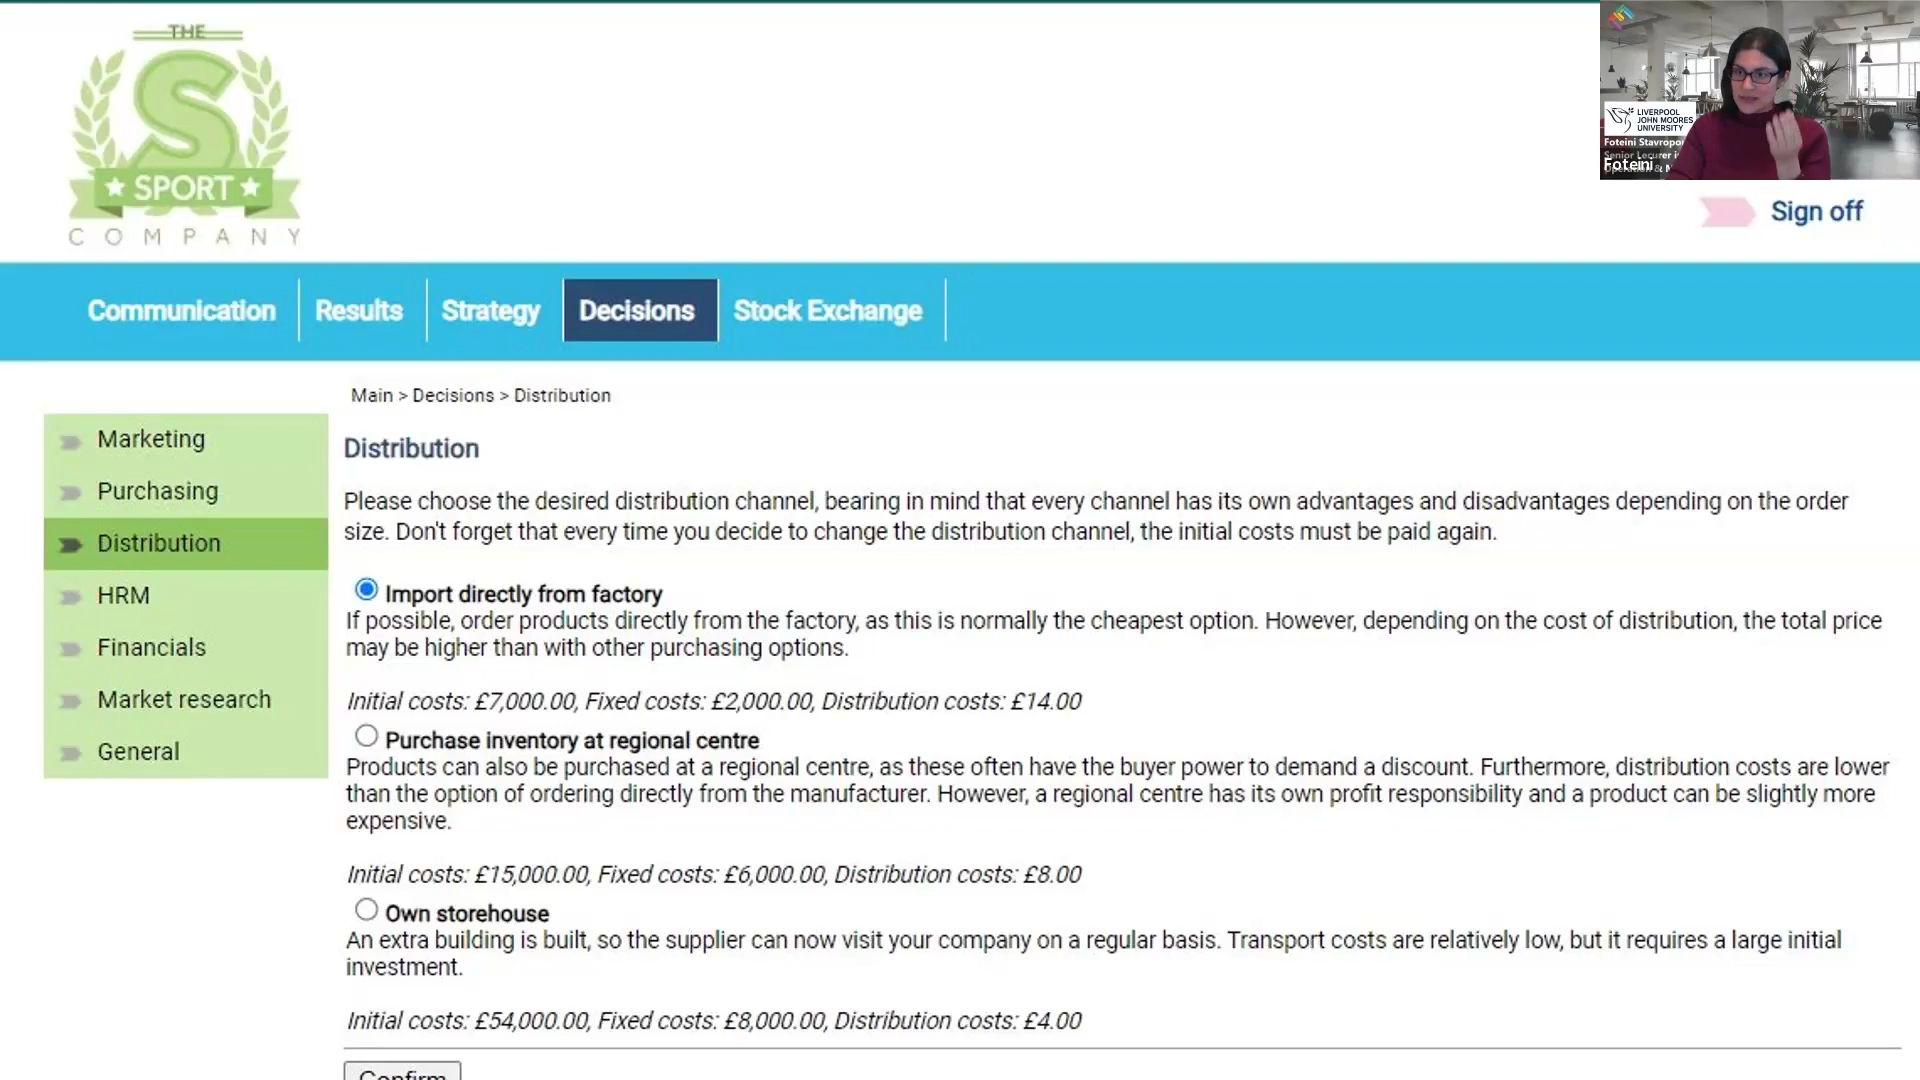 THE
S
SPORT
COMPANY
LIVERPOOL
JOHN MOORES
UNIVERSITY
Foteini
Sign off
Communication
Results
Strategy
Decisions
Stock Exchange
Main > Decisions > Distribution
Marketing
Purchasing
Distribution
HRM
Financials
Market research
General
Distribution
Please choose the desired distribution channel, bearing in mind that every channel has its own advantages and disadvantages depending on the order
size. Don't forget that every time you decide to change the distribution channel, the initial costs must be paid again.
Import directly from factory
If possible, order products directly from the factory, as this is normally the cheapest option. However, depending on the cost of distribution, the total price
may be higher than with other purchasing options.
Initial costs: £7,000.00, Fixed costs: £2,000.00, Distribution costs: £14.00
Purchase inventory at regional centre
Products can also be purchased at a regional centre, as these often have the buyer power to demand a discount. Furthermore, distribution costs are lower
than the option of ordering directly from the manufacturer. However, a regional centre has its own profit responsibility and a product can be slightly more
expensive.
Initial costs: £15,000.00, Fixed costs: £6,000.00, Distribution costs: £8.00
Own storehouse
An extra building is built, so the supplier can now visit your company on a regular basis. Transport costs are relatively low, but it requires a large initial
investment.
Initial costs: £54,000.00, Fixed costs: £8,000.00, Distribution costs: £4.00
Confirm